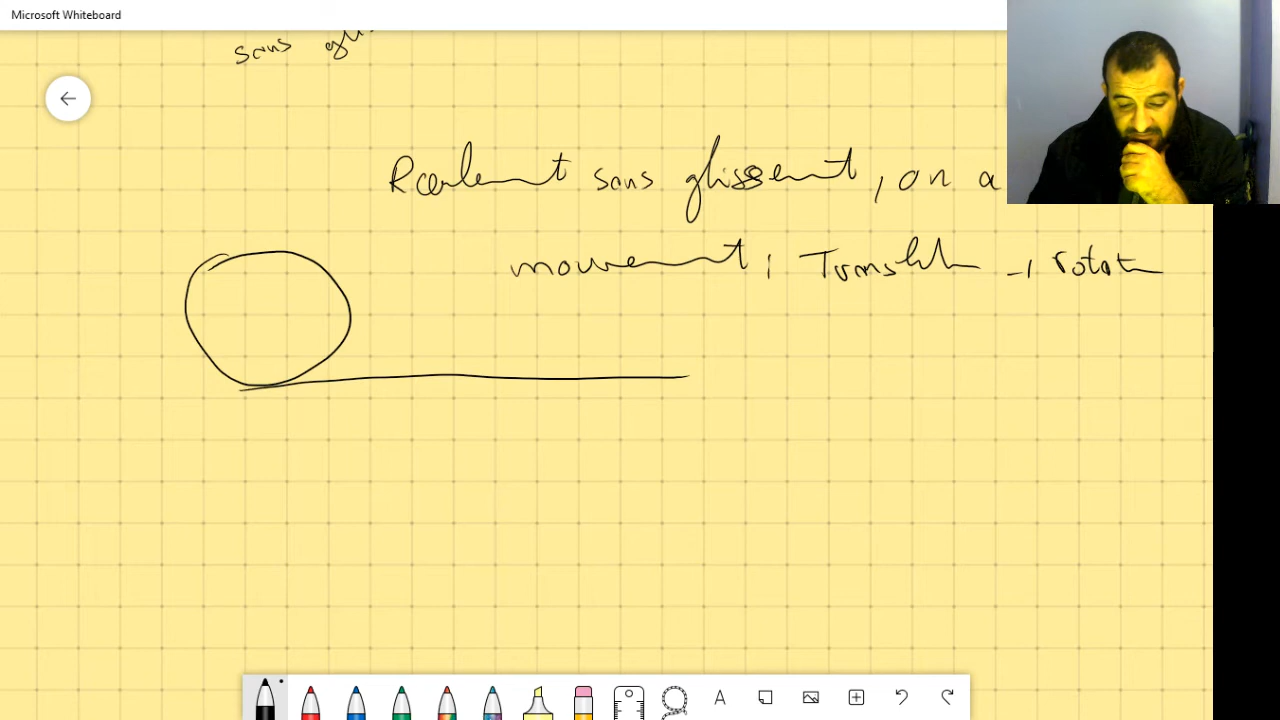 Microsoft Whiteboard
sans
Roulement sans glissement, on a
mouvement : Translation + rotation
A